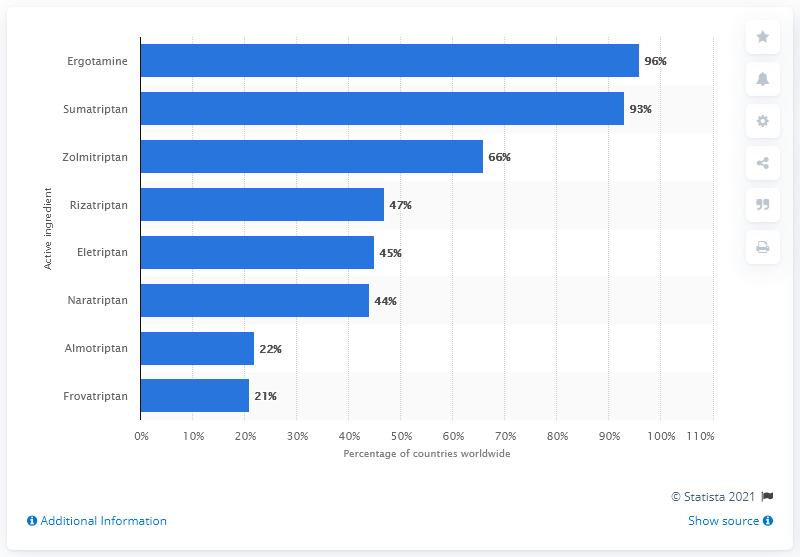 Ergotamine 96%
Sumatriptan 93%
Zolmitriptan 66%
Rizatriptan 47%
Eletriptan 45%
Naratriptan 44%
Almotriptan 22%
Frovatriptan 21%
Active ingredient
0% 10% 20% 30% 40% 50% 60% 70% 80% 90% 100% 110%
Percentage of countries worldwide
© Statista 2021
Additional Information
Show source